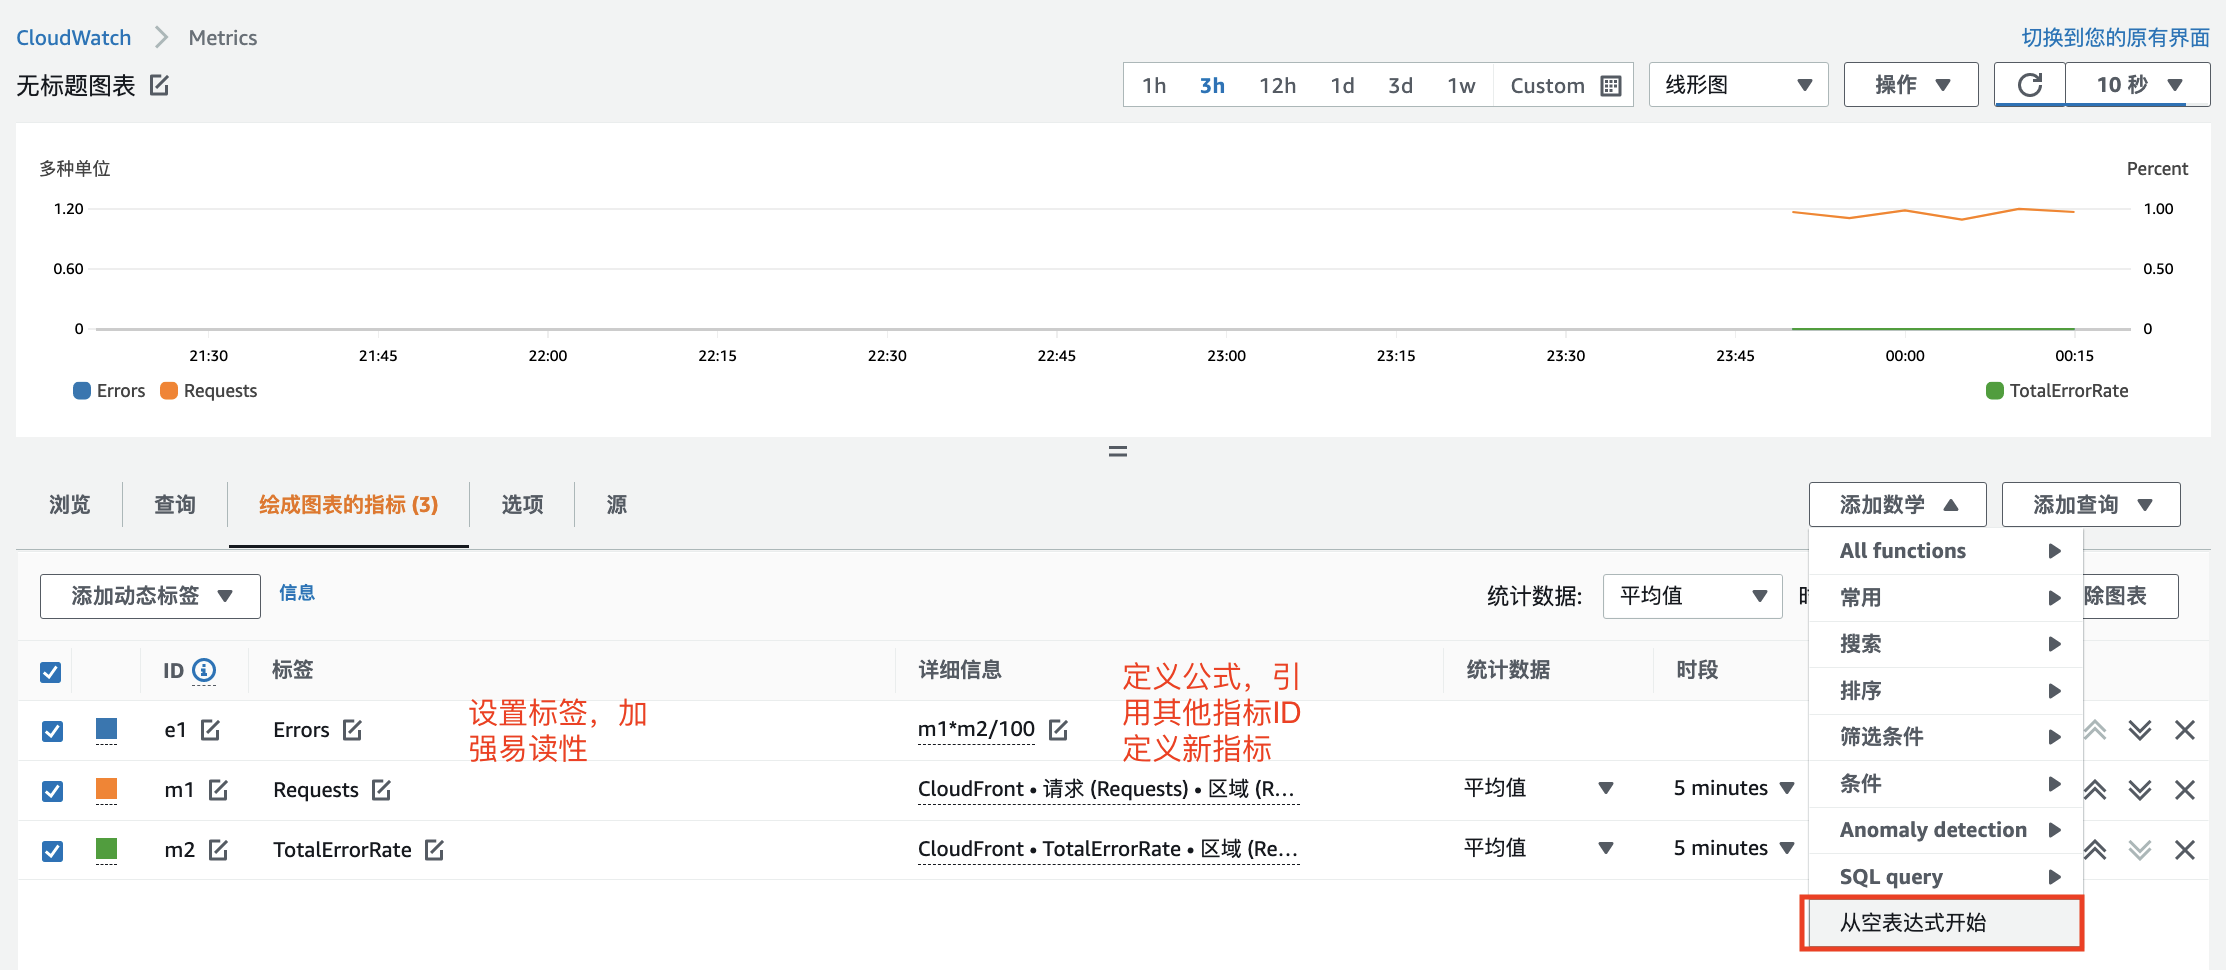 CloudWatch Metrics 切换到您的原有界面
无标题图表 1h 3h 12h 1d 3d 1w Custom 线形图 操作 10 秒
多种单位 Percent
1.20 1.00
0.60 0.50
0 0
21:30 21:45 22:00 22:15 22:30 22:45 23:00 23:15 23:30 23:45 00:00 00:15
Errors Requests TotalErrorRate
浏览 查询 绘成图表的指标 (3) 选项 源 添加数学 添加查询
All functions
添加动态标签 信息 统计数据: 平均值 常用 除图表
搜索
ID 标签 详细信息 统计数据 时段
定义公式，引
用其他指标ID
定义新指标
排序
设置标签，加
强易读性
e1 Errors m1*m2/100 筛选条件
m1 Requests CloudFront • 请求 (Requests) • 区域 (R... 平均值 5 minutes 条件
Anomaly detection
m2 TotalErrorRate CloudFront • TotalErrorRate • 区域 (Re... 平均值 5 minutes
SQL query
从空表达式开始